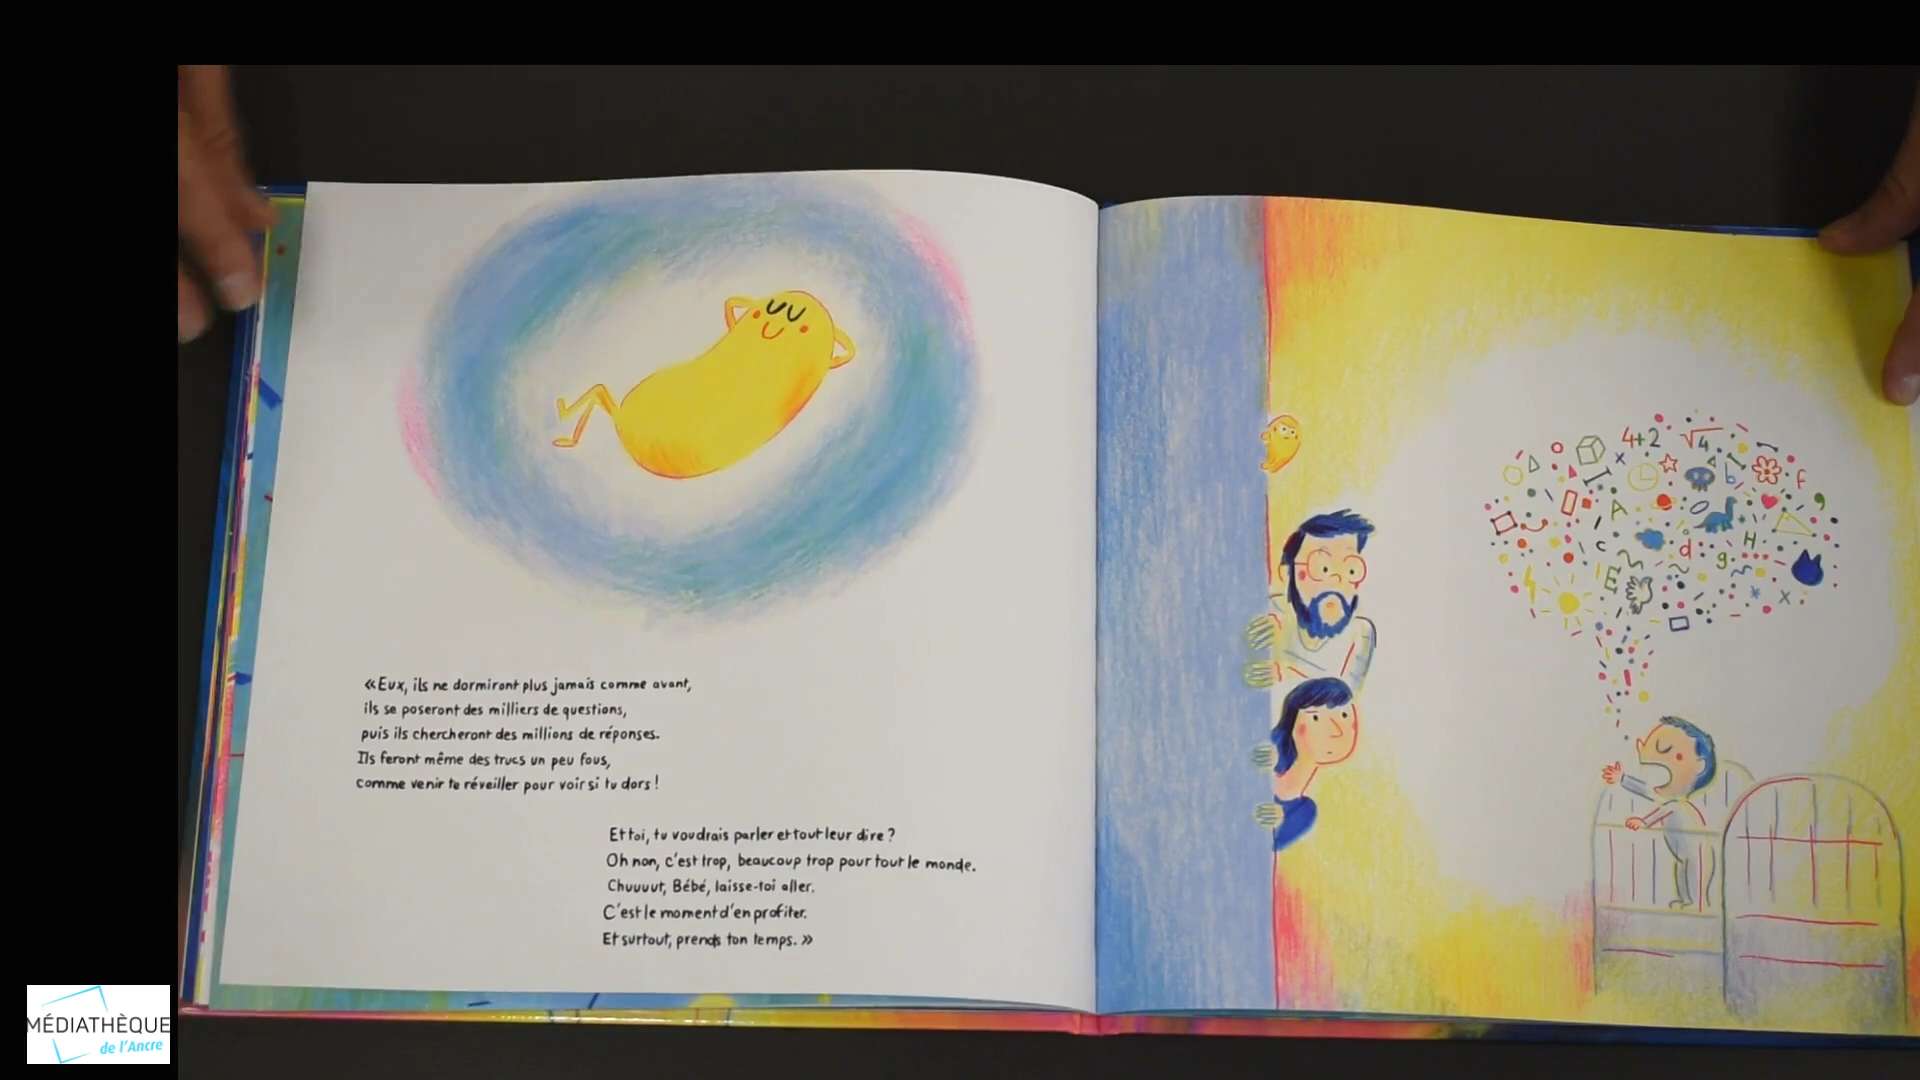 «Eux, ils ne dormiront plus jamais comme avant,
ils se poseront des milliers de questions,
puis ils chercheront des millions de réponses.
Ils feront même des trucs un peu fous,
comme venir te réveiller pour voir si tu dors !
Et toi, tu voudrais parler et tout leur dire ?
Oh non, c'est trop, beaucoup trop pour tout le monde.
Chuuuut, Bébé, laisse-toi aller.
C'est le moment d'en profiter.
Et surtout, prends ton temps. »
4+2 √4
b f
A
c d g H
E x
MÉDIATHÈQUE
de l'Ancre